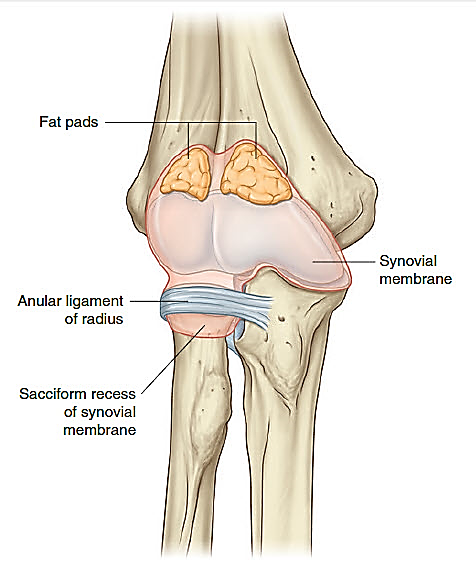 Fat pads
Synovial
membrane
Anular ligament
of radius
Sacciform recess
of synovial
membrane